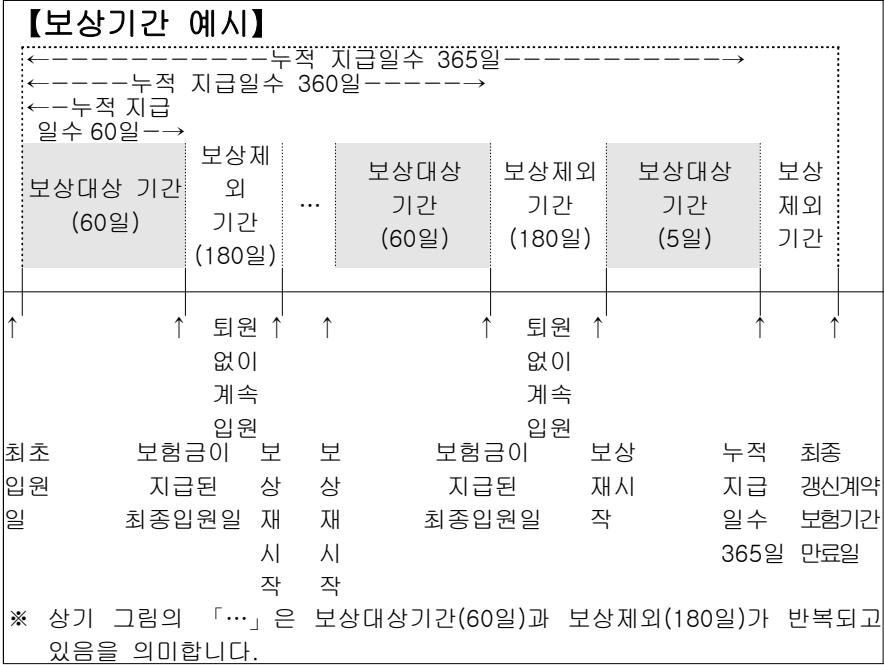 【보상기간 예시】
←−−−−−−−−−−−−누적 지급일수 365일−−−−−−−−−−−→
←−−−−−누적 지급일수 360일−−−−−−→
←−−누적 지급
일수 60일−−→
보상대상 기간
(60일)
보상제
외
기간
(180일)
…
보상대상
기간
(60일)
보상제외
기간
(180일)
보상대상
기간
(5일)
보상
제외
기간
↑ ↑ 퇴원 ↑ ↑ ↑ 퇴원 ↑ ↑ ↑
없이
계속
입원
없이
계속
입원
최초
입원
일
보험금이
지급된
최종입원일
보
상
재
시
작
보
상
재
시
작
보험금이
지급된
최종입원일
보상
재시
작
누적
지급
일수
365일
최종
갱신계약
보험기간
만료일
※ 상기 그림의 「…」은 보상대상기간(60일)과 보상제외(180일)가 반복되고
있음을 의미합니다.